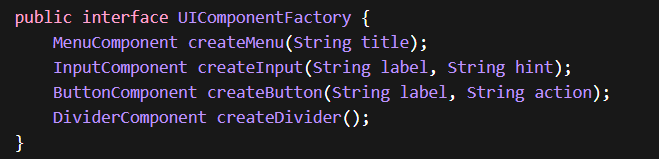 public interface UIComponentFactory {
    MenuComponent createMenu(String title);
    InputComponent createInput(String label, String hint);
    ButtonComponent createButton(String label, String action);
    DividerComponent createDivider();
}